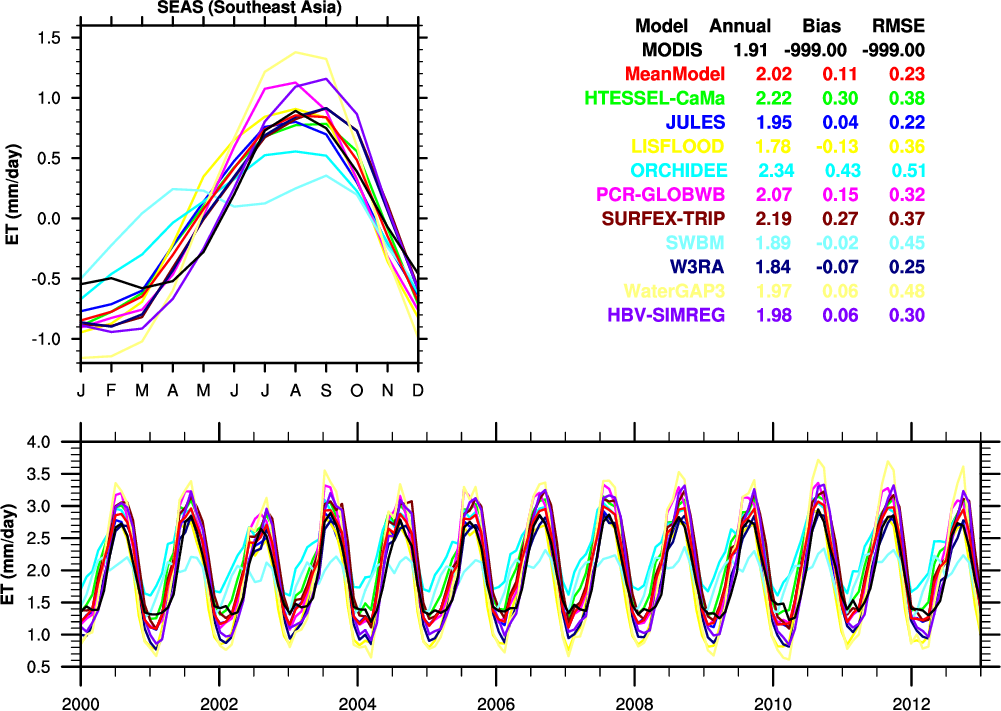 SEAS (Southeast Asia)
Model Annual Bias RMSE
MODIS 1.91 -999.00 -999.00
MeanModel 2.02 0.11 0.23
HTESSEL-CaMa 2.22 0.30 0.38
JULES 1.95 0.04 0.22
LISFLOOD 1.78 -0.13 0.36
ORCHIDEE 2.34 0.43 0.51
PCR-GLOBWB 2.07 0.15 0.32
SURFEX-TRIP 2.19 0.27 0.37
SWBM 1.89 -0.02 0.45
W3RA 1.84 -0.07 0.25
WaterGAP3 1.97 0.06 0.48
HBV-SIMREG 1.98 0.06 0.30
ET (mm/day)
1.5
1.0
0.5
0.0
-0.5
-1.0
J F M A M J J A S O N D
ET (mm/day)
4.0
3.5
3.0
2.5
2.0
1.5
1.0
0.5
2000 2002 2004 2006 2008 2010 2012